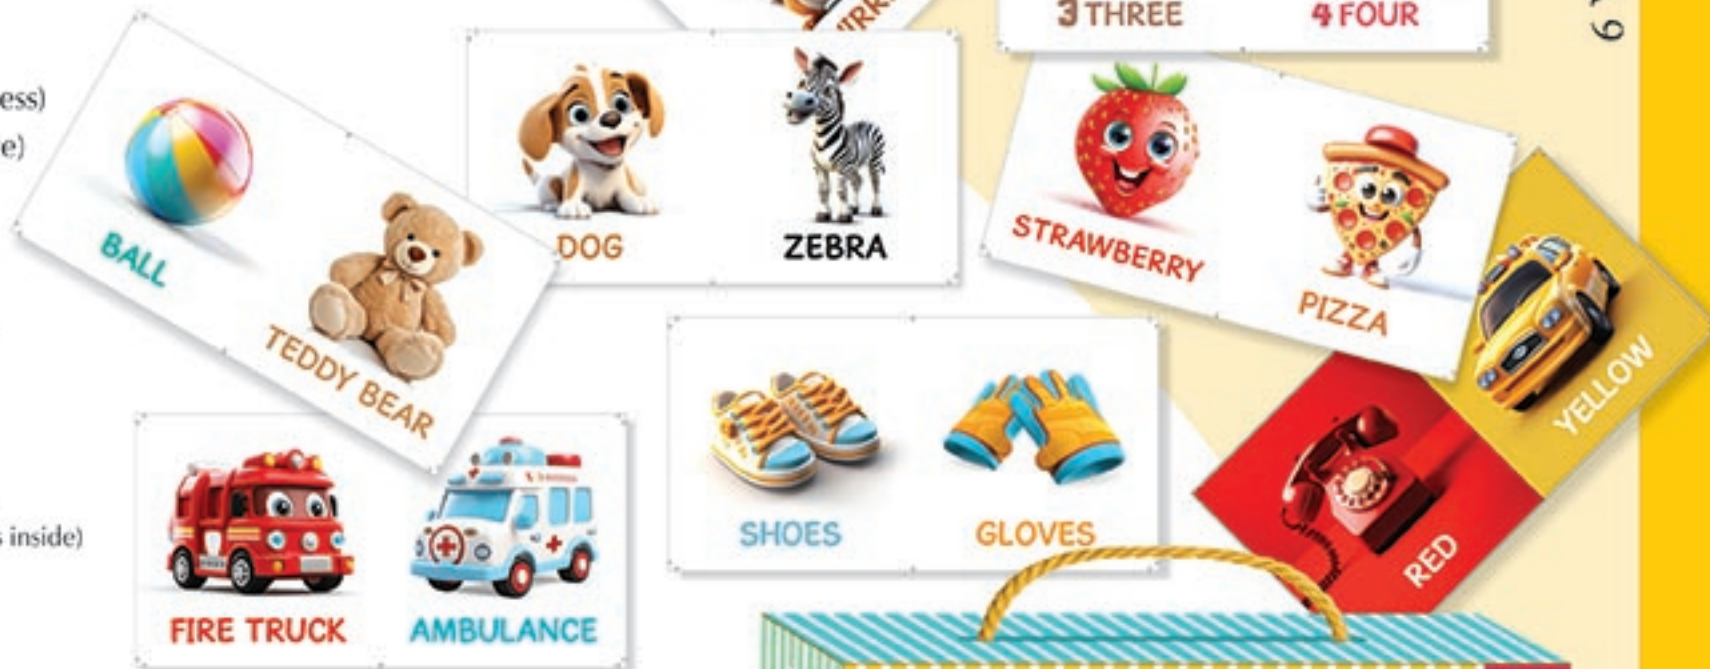 3 THREE
4 FOUR
9
ess)
e)
BALL
TEDDY BEAR
DOG
ZEBRA
STRAWBERRY
PIZZA
YELLOW
RED
SHOES
GLOVES
s inside)
FIRE TRUCK
AMBULANCE